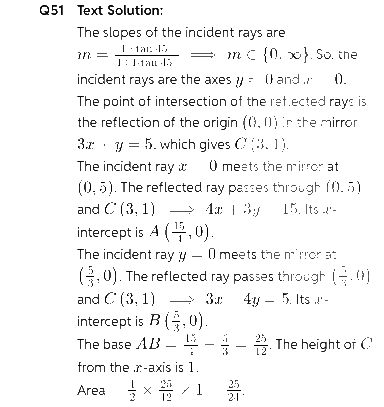 Q51 Text Solution:
The slopes of the incident rays are
m = ⟹ m ∈ {0, ∞}. So, the
incident rays are the axes y = 0 and x 0.
The point of intersection of the reflected rays is
the reflection of the origin (0, 0) in the mirror
3x y = 5, which gives C (3, 1).
The incident ray x 0 meets the mirror at
(0, 5). The reflected ray passes through (0, 5)
and C (3, 1) ⟶ 4x + 3y 15. Its x-
intercept is A (15/4, 0).
The incident ray y = 0 meets the mirror at
(5/3, 0). The reflected ray passes through (5/3, 0)
and C (3, 1) ⟶ 3x 4y = 5. Its x-
intercept is B (5/3, 0).
The base AB = 15/4 − 5/3 = 25/12. The height of C
from the x-axis is 1.
Area 1/2 × 25/12 × 1 25/24.